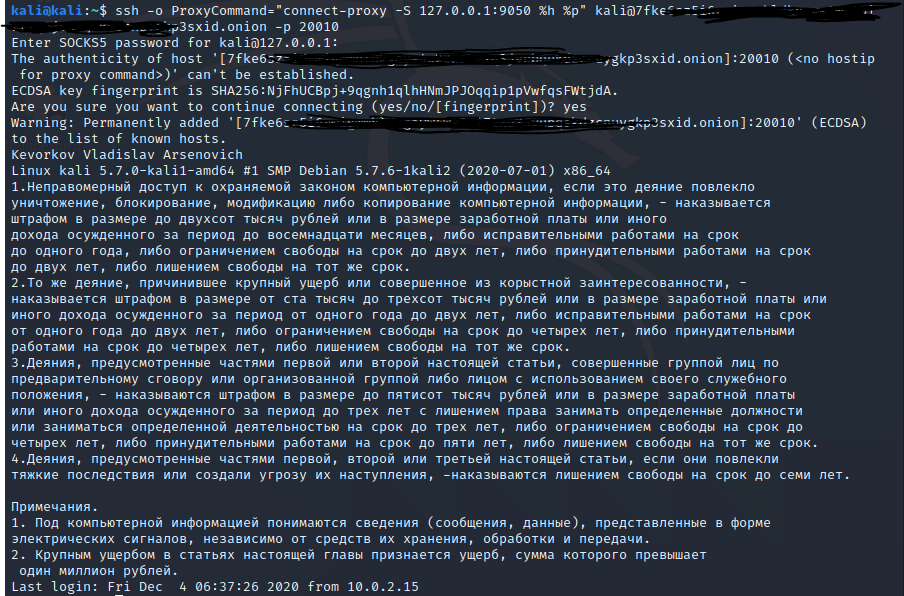 kali@kali:~$ ssh -o ProxyCommand="connect-proxy -S 127.0.0.1:9050 %h %p" kali@7fke6
p3sxid.onion -p 20010
Enter SOCKS5 password for kali@127.0.0.1:
The authenticity of host '[7fke6 ygkp3sxid.onion]:20010 (<no hostip
for proxy command>)' can't be established.
ECDSA key fingerprint is SHA256:NjFhUCBpj+9qgnh1qlhHNmJPJOqqip1pVwfqsFWtjdA.
Are you sure you want to continue connecting (yes/no/[fingerprint])? yes
Warning: Permanently added '[7fke6 uygkp3sxid.onion]:20010' (ECDSA)
to the list of known hosts.
Kevorkov Vladislav Arsenovich
Linux kali 5.7.0-kali1-amd64 #1 SMP Debian 5.7.6-1kali2 (2020-07-01) x86_64
1.Неправомерный доступ к охраняемой законом компьютерной информации, если это деяние повлекло
уничтожение, блокирование, модификацию либо копирование компьютерной информации, - наказывается
штрафом в размере до двухсот тысяч рублей или в размере заработной платы или иного
дохода осужденного за период до восемнадцати месяцев, либо исправительными работами на срок
до одного года, либо ограничением свободы на срок до двух лет, либо принудительными работами на срок
до двух лет, либо лишением свободы на тот же срок.
2.То же деяние, причинившее крупный ущерб или совершенное из корыстной заинтересованности, -
наказывается штрафом в размере от ста тысяч до трехсот тысяч рублей или в размере заработной платы или
иного дохода осужденного за период от одного года до двух лет, либо исправительными работами на срок
от одного года до двух лет, либо ограничением свободы на срок до четырех лет, либо принудительными
работами на срок до четырех лет, либо лишением свободы на тот же срок.
3.Деяния, предусмотренные частями первой или второй настоящей статьи, совершенные группой лиц по
предварительному сговору или организованной группой либо лицом с использованием своего служебного
положения, - наказываются штрафом в размере до пятисот тысяч рублей или в размере заработной платы
или иного дохода осужденного за период до трех лет с лишением права занимать определенные должности
или заниматься определенной деятельностью на срок до трех лет, либо ограничением свободы на срок до
четырех лет, либо принудительными работами на срок до пяти лет, либо лишением свободы на тот же срок.
4.Деяния, предусмотренные частями первой, второй или третьей настоящей статьи, если они повлекли
тяжкие последствия или создали угрозу их наступления, -наказываются лишением свободы на срок до семи лет.
Примечания.
1. Под компьютерной информацией понимаются сведения (сообщения, данные), представленные в форме
электрических сигналов, независимо от средств их хранения, обработки и передачи.
2. Крупным ущербом в статьях настоящей главы признается ущерб, сумма которого превышает
один миллион рублей.
Last login: Fri Dec  4 06:37:26 2020 from 10.0.2.15